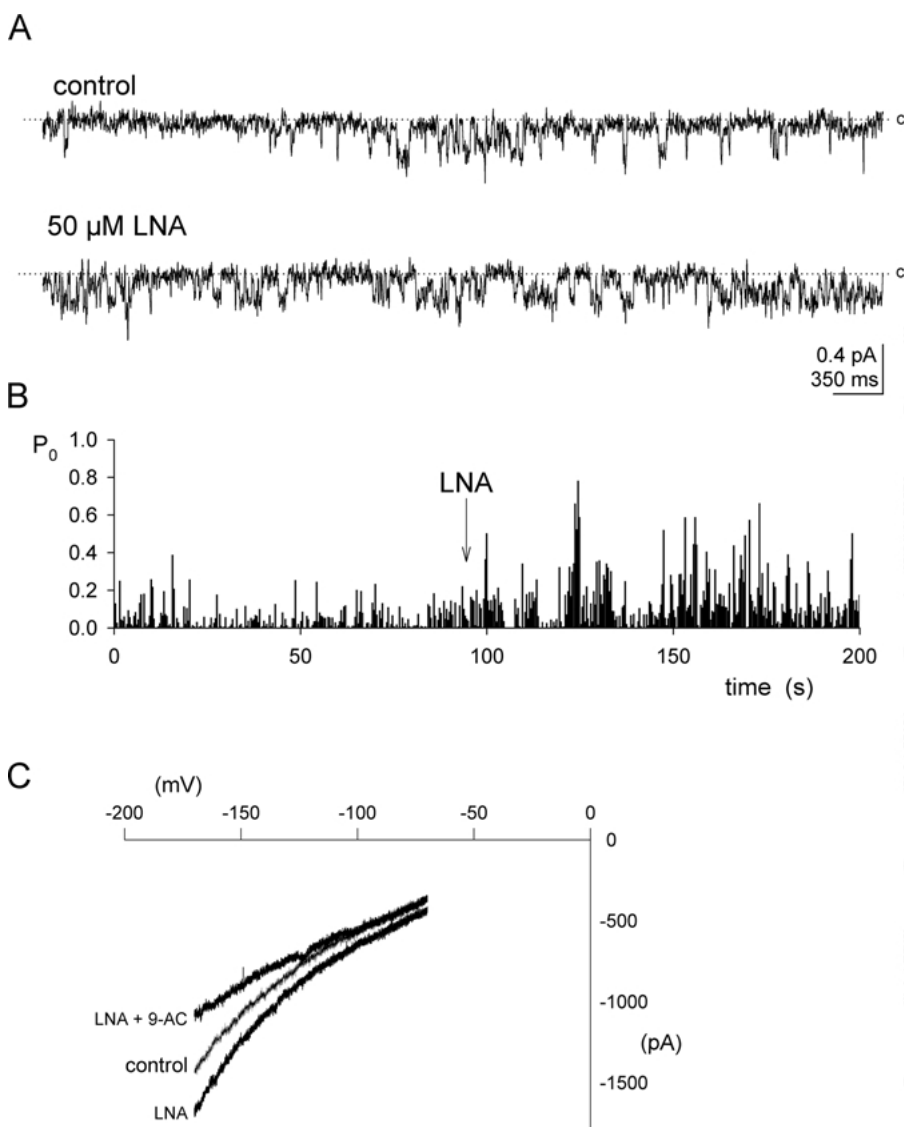 A
control
c
50 µM LNA
c
0.4 pA
350 ms
B
P0
1.0
0.8
0.6
0.4
0.2
0.0
LNA
0 50 100 150 200
time (s)
C
(mV)
-200 -150 -100 -50 0
0
-500
-1000
(pA)
-1500
LNA + 9-AC
control
LNA